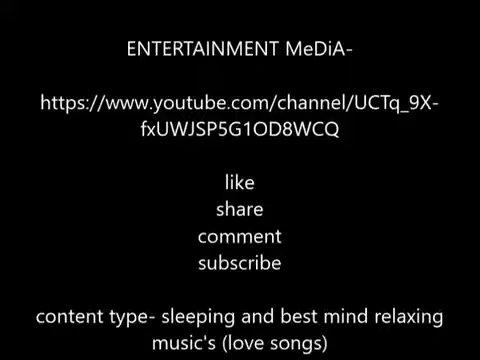 ENTERTAINMENT MeDiA-
https://www.youtube.com/channel/UCTq_9X-
fxUWJSP5G1OD8WCQ
like
share
comment
subscribe
content type- sleeping and best mind relaxing
music's (love songs)